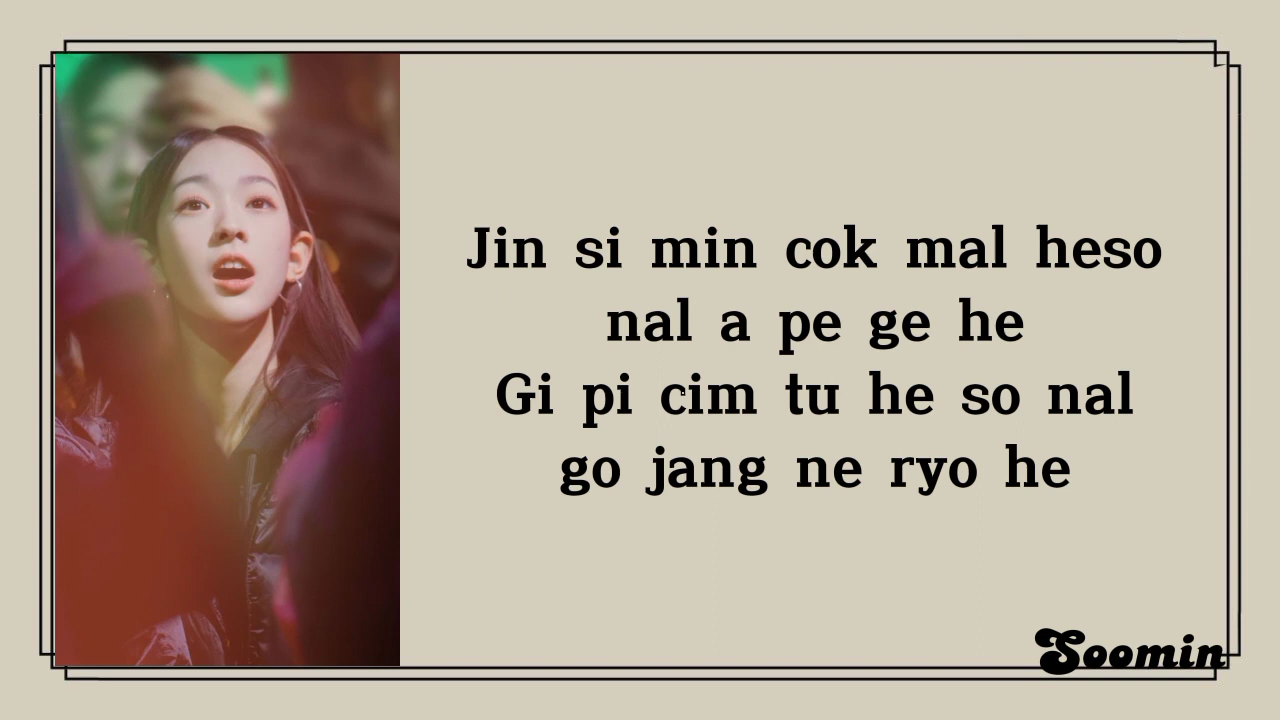 Jin si min cok mal heso
nal a pe ge he
Gi pi cim tu he so nal
go jang ne ryo he
Soomin